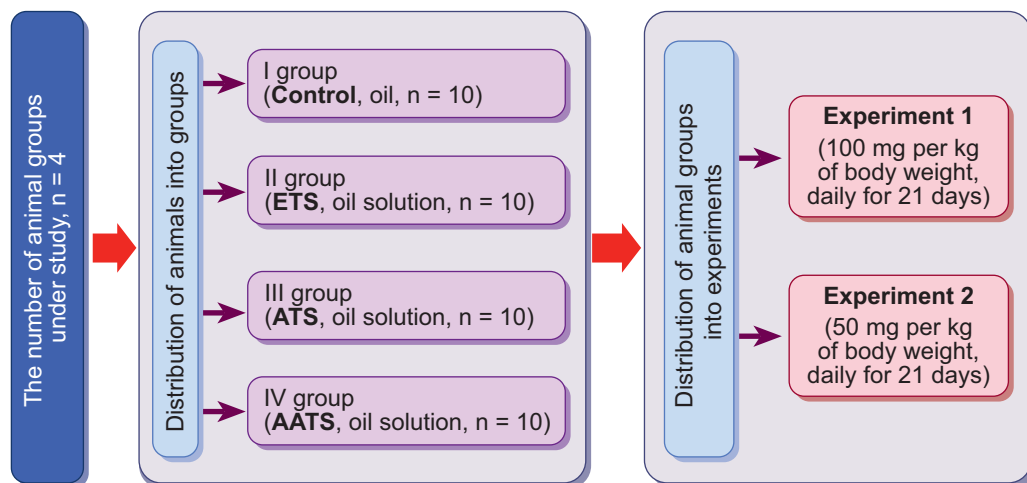 The number of animal groups
under study, n = 4
Distribution of animals into groups
I group
(Control, oil, n = 10)
II group
(ETS, oil solution, n = 10)
III group
(ATS, oil solution, n = 10)
IV group
(AATS, oil solution, n = 10)
Distribution of animal groups
into experiments
Experiment 1
(100 mg per kg
of body weight,
daily for 21 days)
Experiment 2
(50 mg per kg
of body weight,
daily for 21 days)